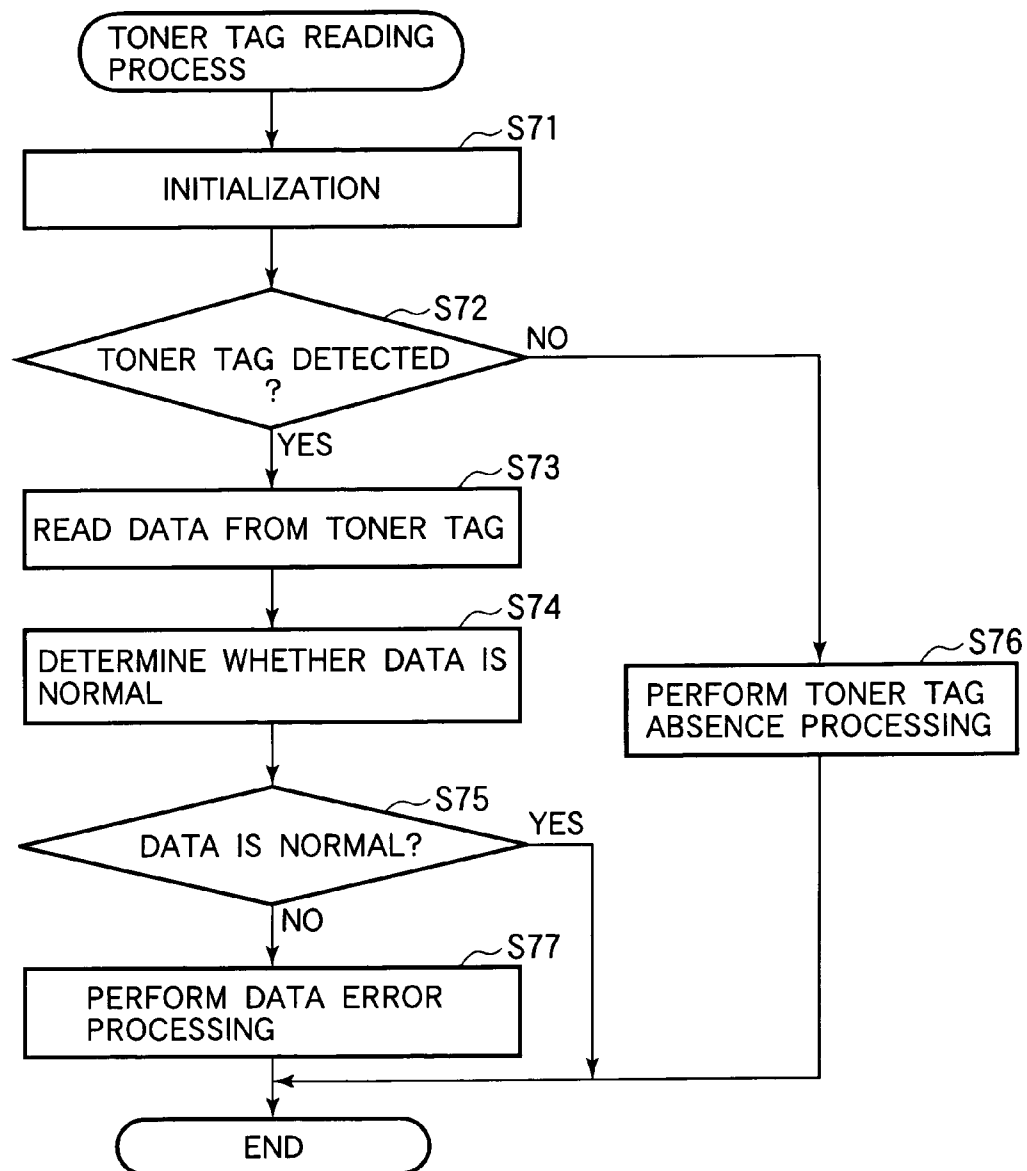 TONER TAG READING
PROCESS
S71
INITIALIZATION
S72
TONER TAG DETECTED
?
NO
YES
S73
READ DATA FROM TONER TAG
S74
DETERMINE WHETHER DATA IS
NORMAL
S76
PERFORM TONER TAG
ABSENCE PROCESSING
S75
DATA IS NORMAL?
YES
NO
S77
PERFORM DATA ERROR
PROCESSING
END